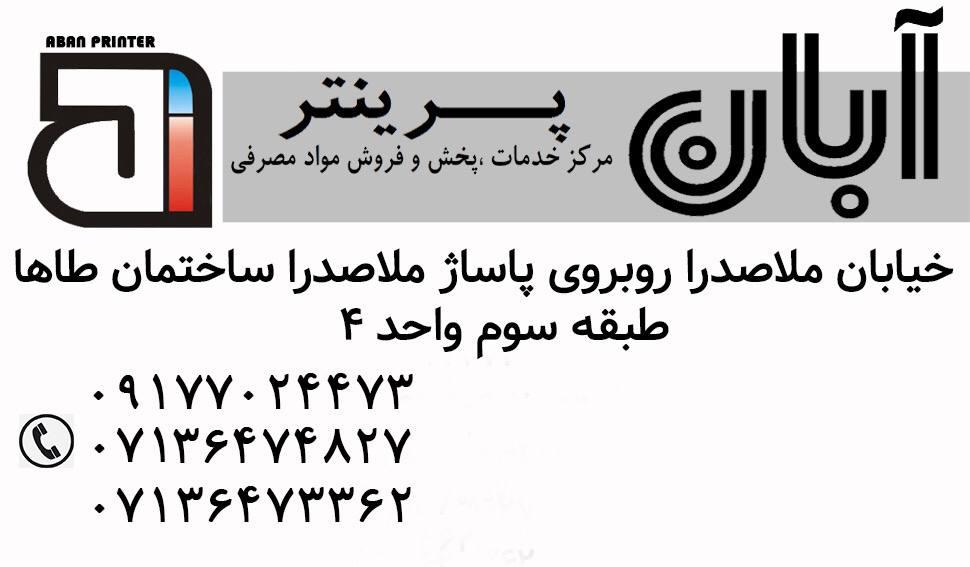 ABAN PRINTER
آبان
پرینتر
مرکز خدمات ،پخش و فروش مواد مصرفی
خیابان ملاصدرا روبروی پاساژ ملاصدرا ساختمان طاها
طبقه سوم واحد ۴
۰۹۱۷۷۰۲۴۴۷۳
۰۷۱۳۶۴۷۴۸۲۷
۰۷۱۳۶۴۷۳۳۶۲